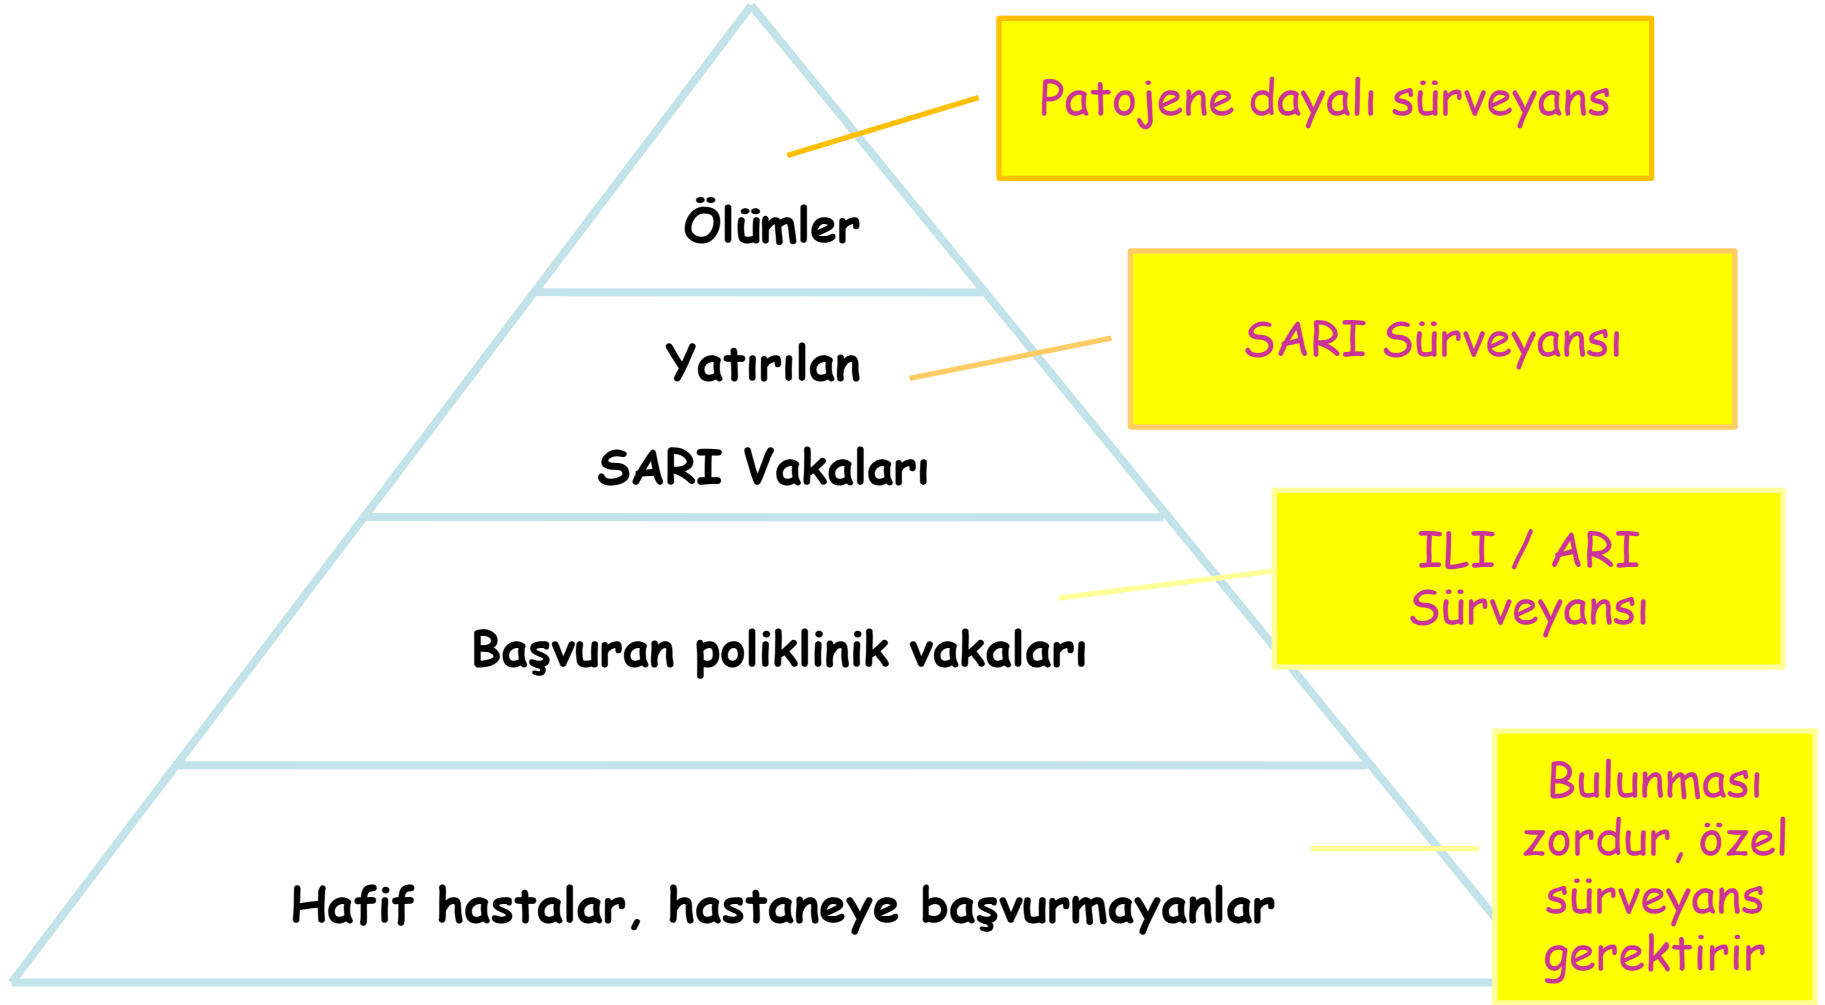 Patojene dayalı sürveyans
Ölümler
Yatırılan
SARI Vakaları
SARI Sürveyansı
ILI / ARI
Sürveyansı
Başvuran poliklinik vakaları
Bulunması
zordur, özel
sürveyans
gerektirir
Hafif hastalar, hastaneye başvurmayanlar